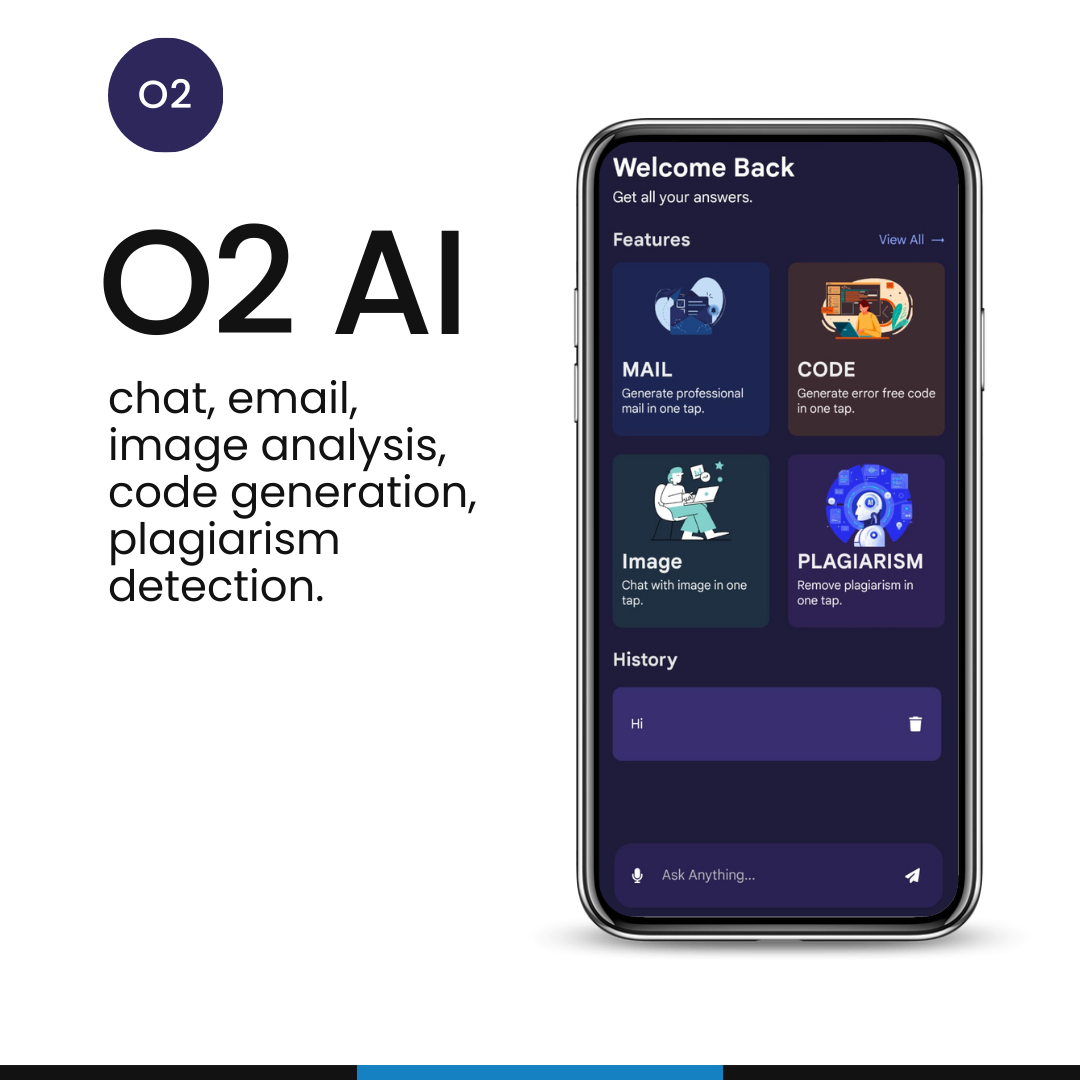 O2
O2 AI
chat, email,
image analysis,
code generation,
plagiarism
detection.
Welcome Back
Get all your answers.
Features
View All →
MAIL
Generate professional
mail in one tap.
CODE
Generate error free code
in one tap.
Image
Chat with image in one
tap.
PLAGIARISM
Remove plagiarism in
one tap.
History
Hi
Ask Anything...